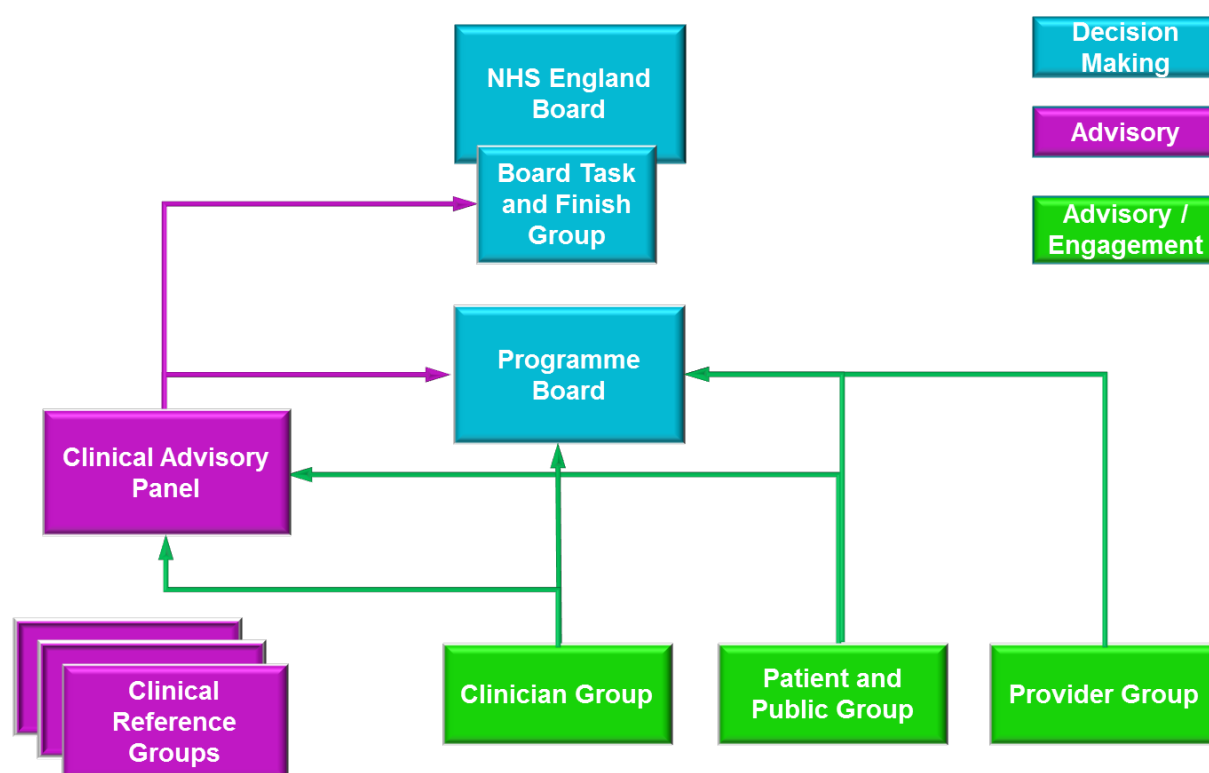 NHS England
Board
Board Task
and Finish
Group
Decision
Making
Advisory
Advisory /
Engagement
Programme
Board
Clinical Advisory
Panel
Clinical
Reference
Groups
Clinician Group
Patient and
Public Group
Provider Group